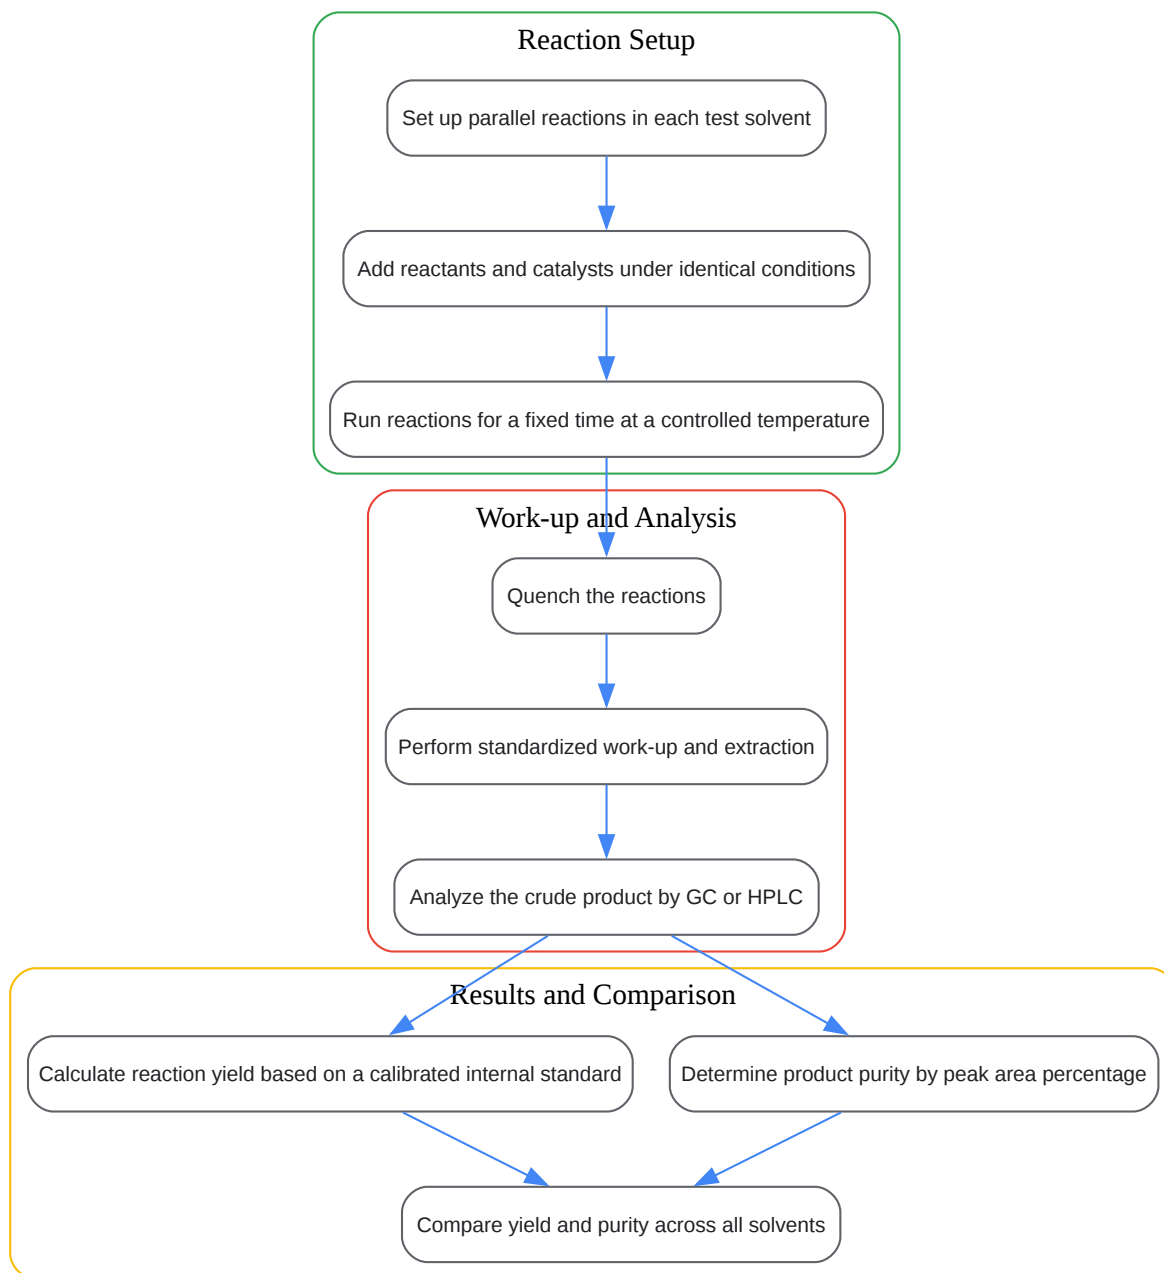 Reaction Setup
Set up parallel reactions in each test solvent
Add reactants and catalysts under identical conditions
Run reactions for a fixed time at a controlled temperature
Work-up and Analysis
Quench the reactions
Perform standardized work-up and extraction
Analyze the crude product by GC or HPLC
Results and Comparison
Calculate reaction yield based on a calibrated internal standard
Determine product purity by peak area percentage
Compare yield and purity across all solvents